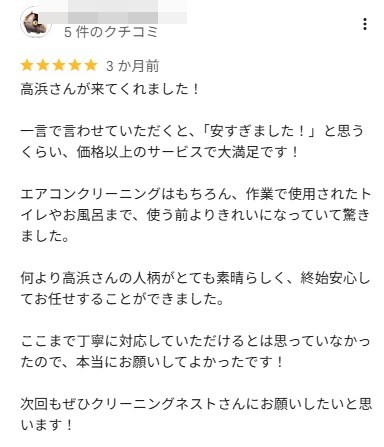 5 件のクチコミ
★★★★★ 3 か月前
高浜さんが来てくれました！
一言で言わせていただくと、「安すぎました！」と思う
くらい、価格以上のサービスで大満足です！
エアコンクリーニングはもちろん、作業で使用されたト
イレやお風呂まで、使う前よりきれいになっていて驚き
ました。
何より高浜さんの人柄がとても素晴らしく、終始安心し
てお任せすることができました。
ここまで丁寧に対応していただけるとは思っていなかっ
たので、本当にお願いしてよかったです！
次回もぜひクリーニングネストさんにお願いしたいと思
います！